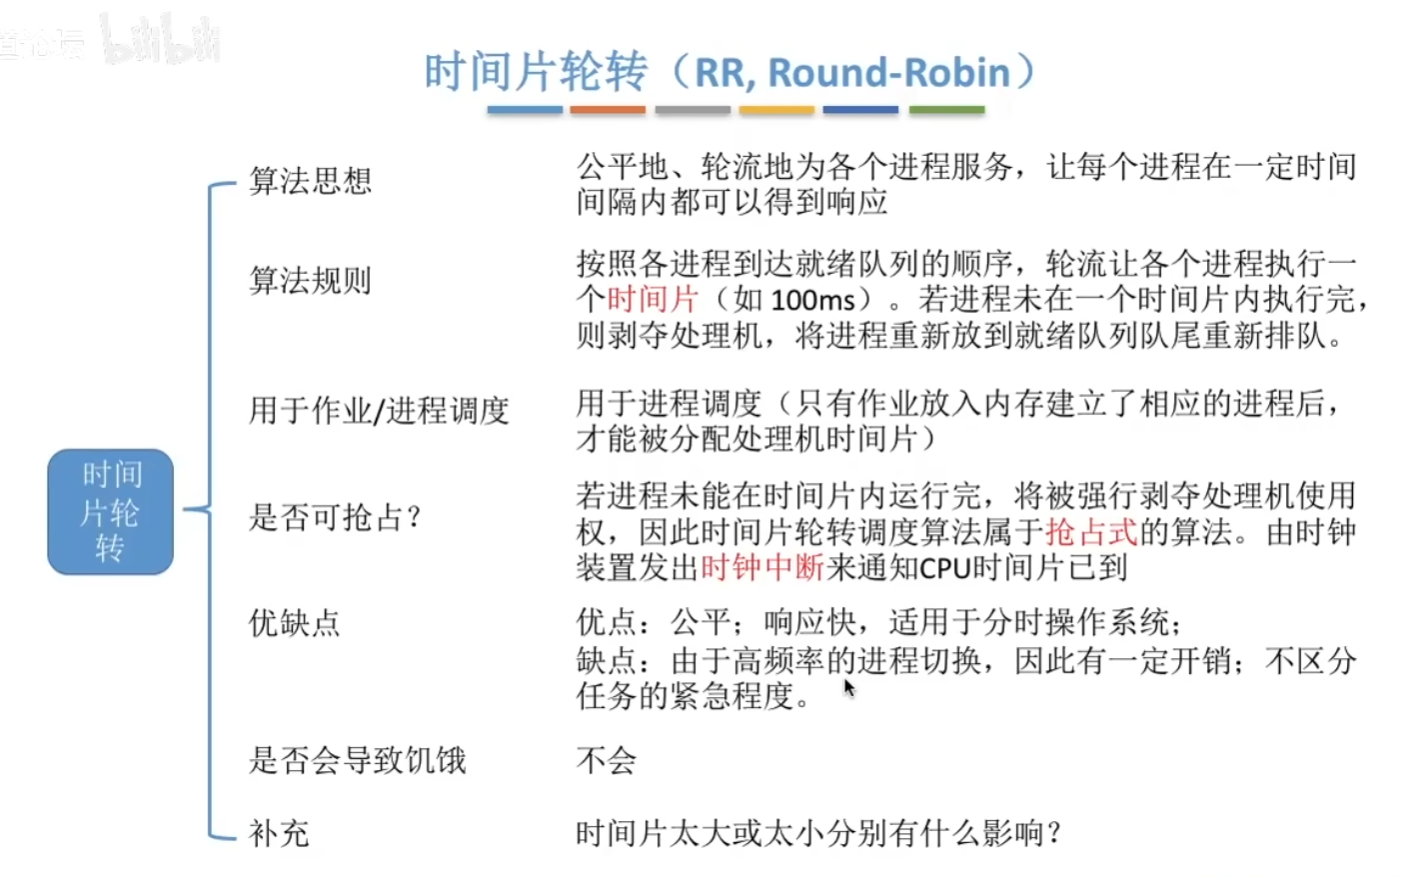 道论坛 bilibili
时间片轮转（RR, Round-Robin）
算法思想
公平地、轮流地为各个进程服务，让每个进程在一定时间
间隔内都可以得到响应
算法规则
按照各进程到达就绪队列的顺序，轮流让各个进程执行一
个时间片（如 100ms）。若进程未在一个时间片内执行完，
则剥夺处理机，将进程重新放到就绪队列队尾重新排队。
用于作业/进程调度
用于进程调度（只有作业放入内存建立了相应的进程后，
才能被分配处理机时间片）
时间
片轮
转
是否可抢占？
若进程未能在时间片内运行完，将被强行剥夺处理机使用
权，因此时间片轮转调度算法属于抢占式的算法。由时钟
装置发出时钟中断来通知CPU时间片已到
优缺点
优点：公平；响应快，适用于分时操作系统；
缺点：由于高频率的进程切换，因此有一定开销；不区分
任务的紧急程度。
是否会导致饥饿
不会
补充
时间片太大或太小分别有什么影响？